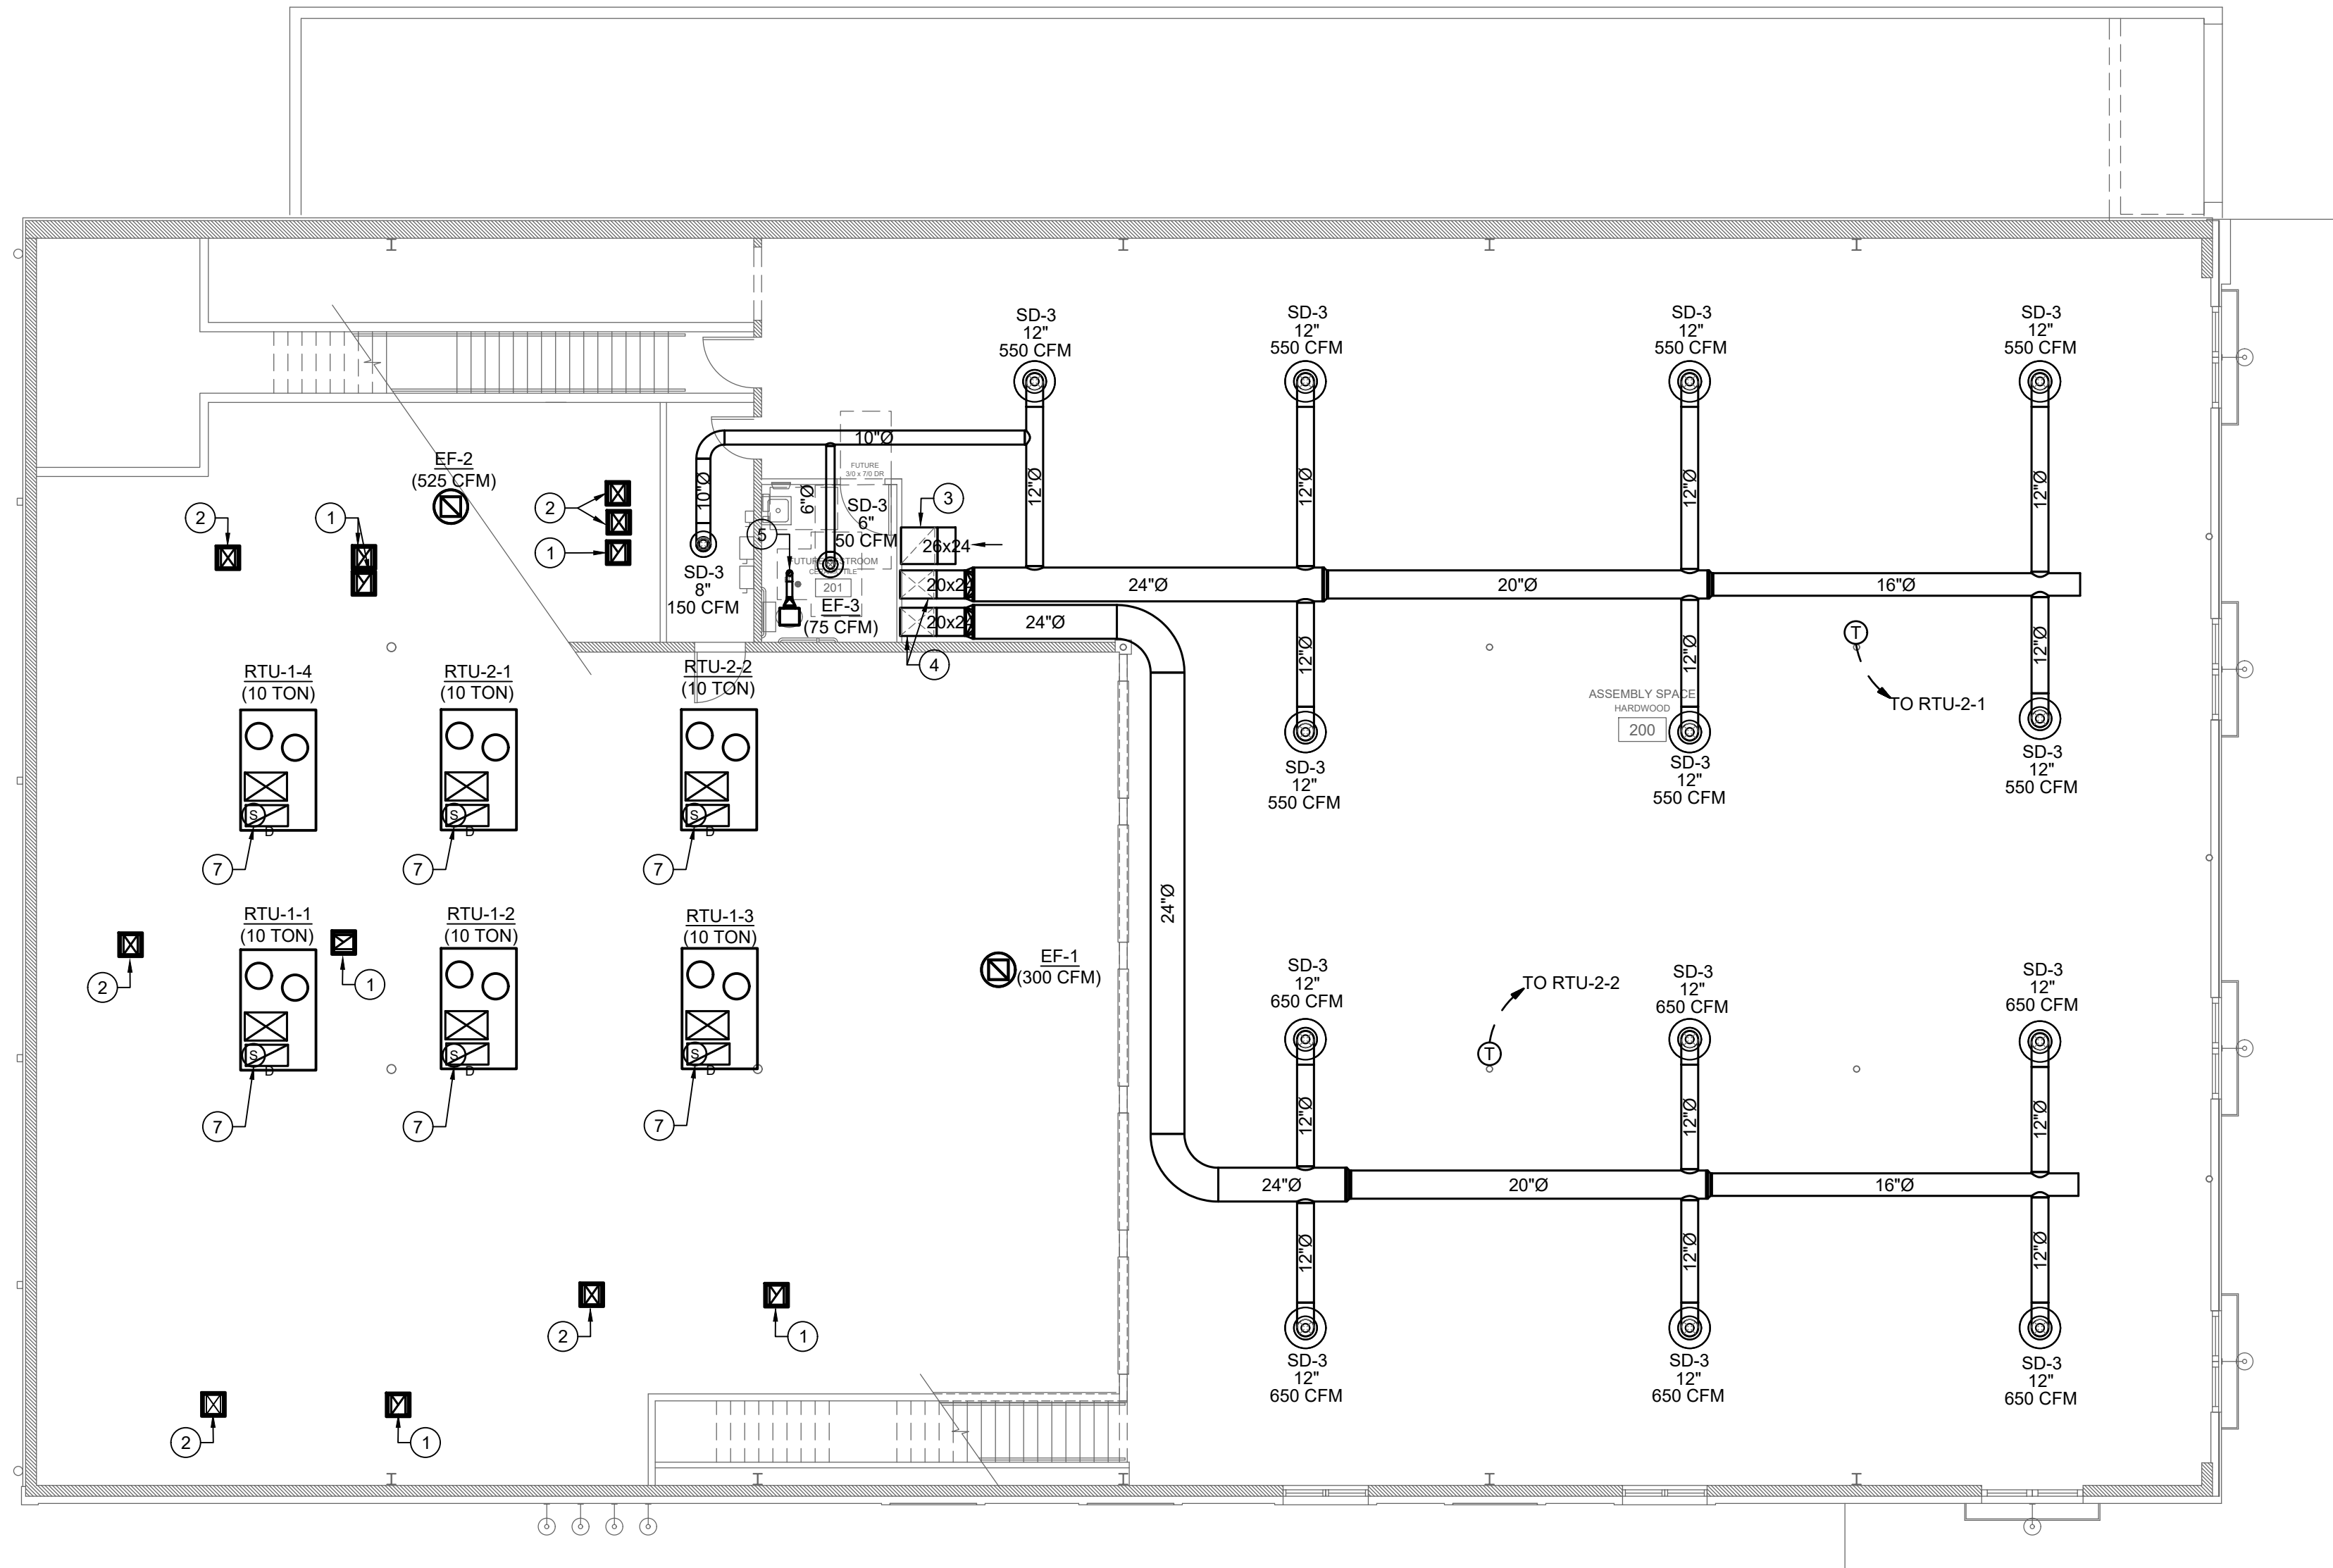 SD-3
12"
550 CFM
SD-3
12"
550 CFM
SD-3
12"
550 CFM
SD-3
12"
550 CFM
EF-2
(525 CFM)
2
1
2
1
10"Ø
10"Ø
FUTURE
3/0 x 7/0 DR
6"Ø
SD-3
6"
50 CFM
5
3
26x24
12"Ø
12"Ø
12"Ø
12"Ø
SD-3
8"
150 CFM
201
EF-3
(75 CFM)
20x2
20x2
4
24"Ø
20"Ø
16"Ø
24"Ø
12"Ø
12"Ø
12"Ø
T
TO RTU-2-1
ASSEMBLY SPACE
HARDWOOD
200
SD-3
12"
550 CFM
SD-3
12"
550 CFM
SD-3
12"
550 CFM
RTU-1-4
(10 TON)
RTU-2-1
(10 TON)
RTU-2-2
(10 TON)
S
D
S
D
S
D
7
7
7
24"Ø
RTU-1-1
(10 TON)
RTU-1-2
(10 TON)
RTU-1-3
(10 TON)
2
1
S
D
S
D
S
D
7
7
7
EF-1
(300 CFM)
SD-3
12"
650 CFM
SD-3
12"
650 CFM
SD-3
12"
650 CFM
TO RTU-2-2
T
12"Ø
12"Ø
12"Ø
24"Ø
20"Ø
16"Ø
12"Ø
12"Ø
12"Ø
2
1
SD-3
12"
650 CFM
SD-3
12"
650 CFM
SD-3
12"
650 CFM
2
1